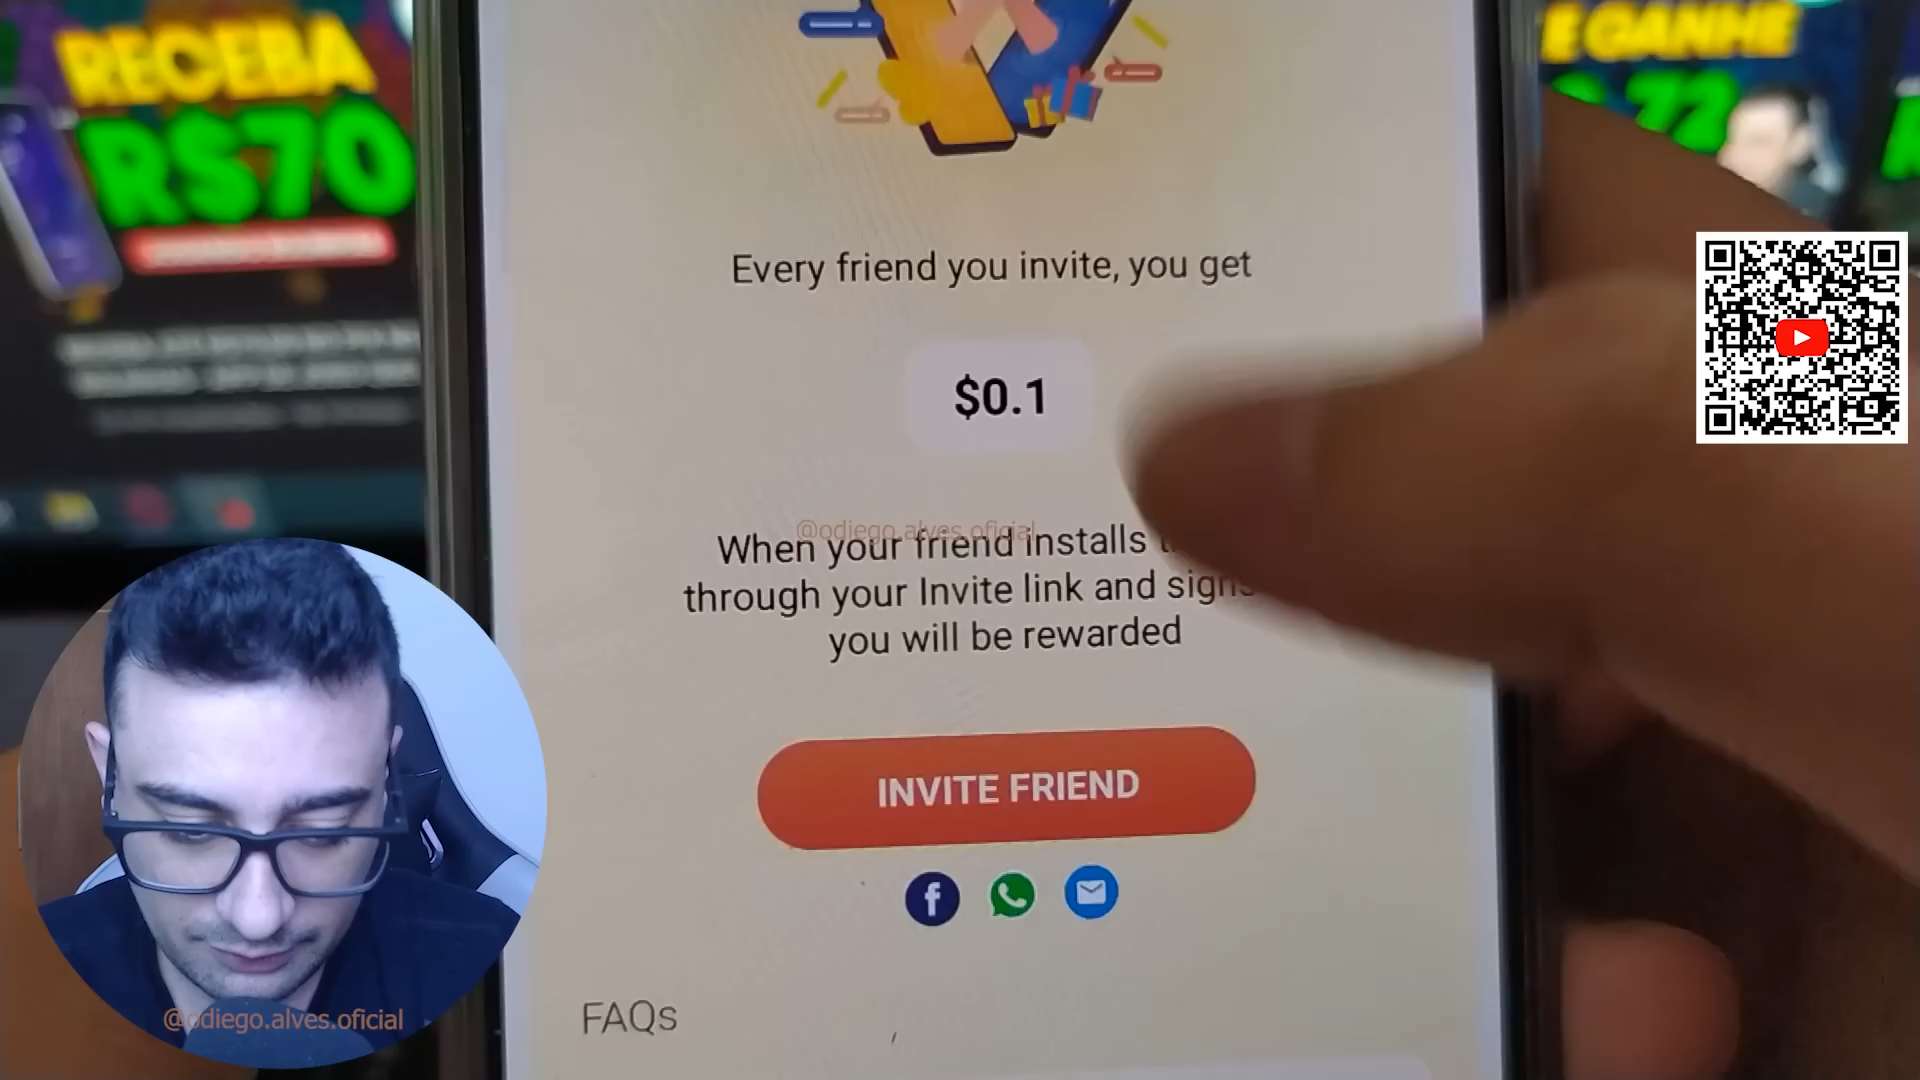 RECEBA
R$70
E GANHE
Every friend you invite, you get
$0.1
@odiego.alves.oficial
When your friend installs
through your Invite link and
you will be rewarded
INVITE FRIEND
FAQs
@odiego.alves.oficial